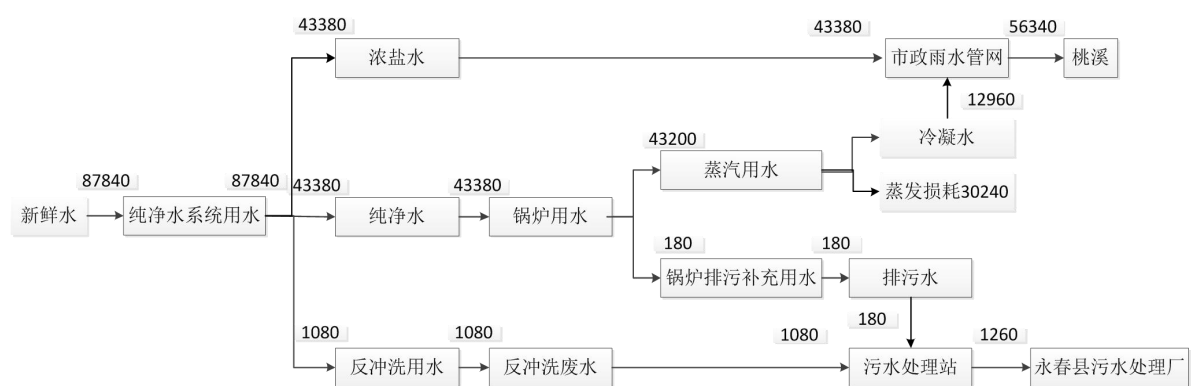 43380
浓盐水
43380
市政雨水管网
56340
桃溪
12960
冷凝水
43200
蒸汽用水
蒸发损耗30240
87840
新鲜水
纯净水系统用水
87840
43380
纯净水
43380
锅炉用水
180
锅炉排污补充用水
180
排污水
180
1080
反冲洗用水
1080
反冲洗废水
1080
污水处理站
1260
永春县污水处理厂